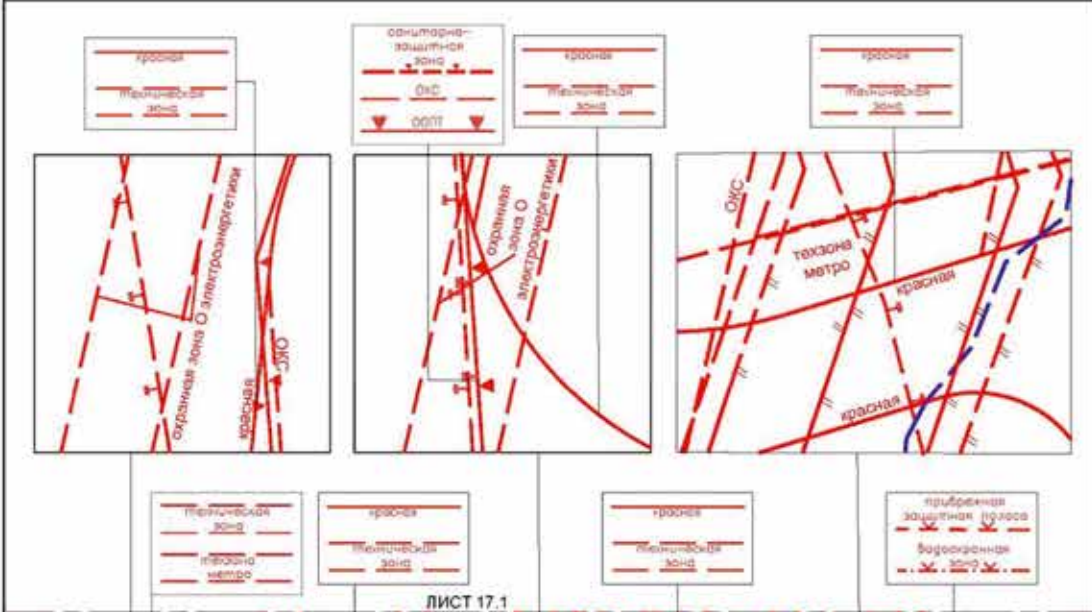 красная
техническая
зона
санитарно-
защитная
зона
ОКС
ООПТ
красная
техническая
зона
красная
техническая
зона
охранная зона О электроэнергетики
красная
ОКС
охранная
зона О
электроэнергетики
ОКС
техзона
метро
красная
красная
техническая
зона
техзона
метро
красная
техническая
зона
красная
техническая
зона
прибрежная
защитная полоса
водоохранная
зона
ЛИСТ 17.1